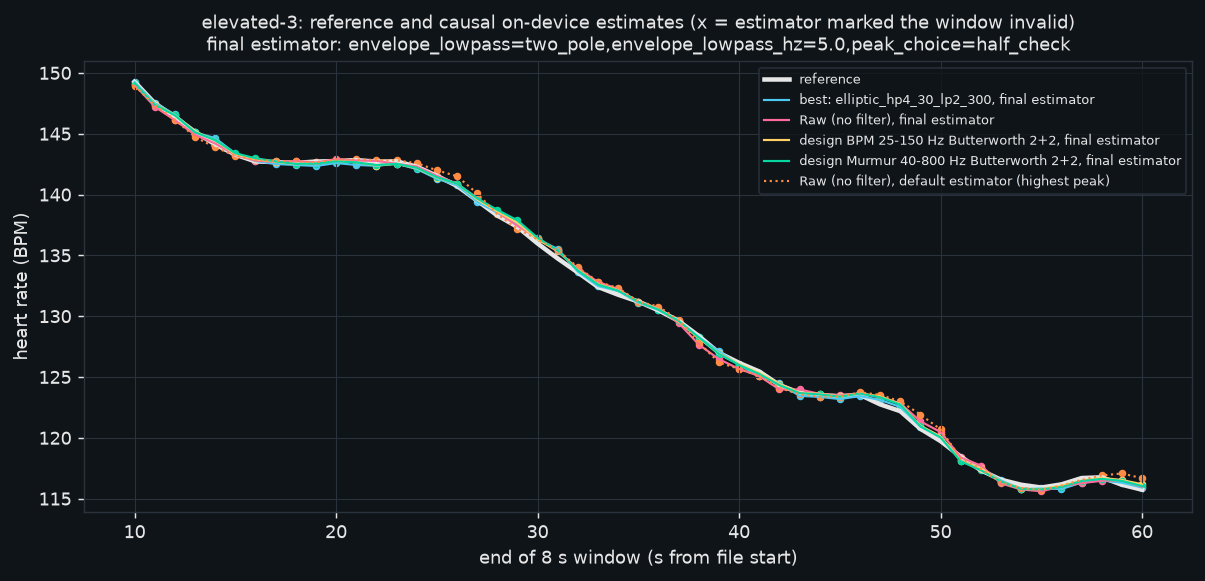 elevated-3: reference and causal on-device estimates (x = estimator marked the window invalid)
final estimator: envelope_lowpass=two_pole,envelope_lowpass_hz=5.0,peak_choice=half_check
reference
best: elliptic_hp4_30_lp2_300, final estimator
Raw (no filter), final estimator
design BPM 25-150 Hz Butterworth 2+2, final estimator
design Murmur 40-800 Hz Butterworth 2+2, final estimator
Raw (no filter), default estimator (highest peak)
heart rate (BPM)
150
145
140
135
130
125
120
115
10 20 30 40 50 60
end of 8 s window (s from file start)